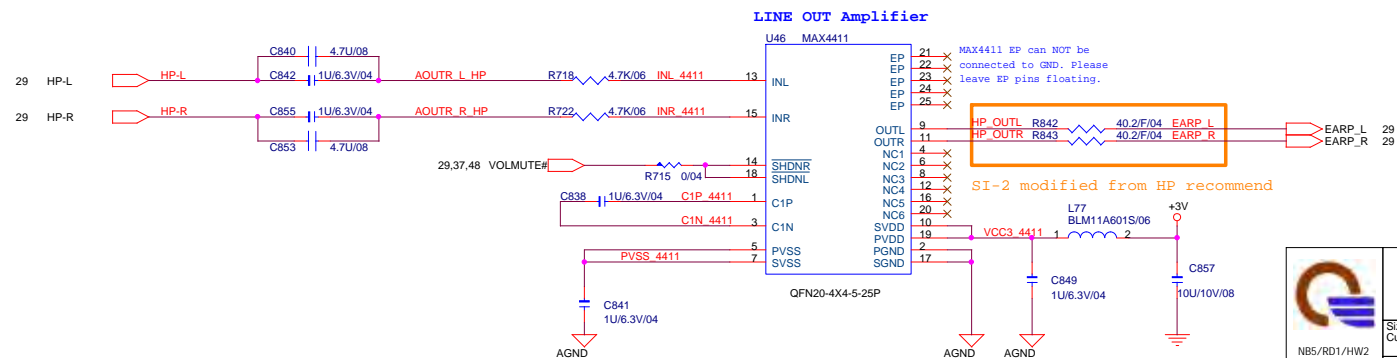 LINE OUT Amplifier
U46 MAX4411
C840 4.7U/08
29 HP-L HP-L C842 1U/6.3V/04 AOUTR_L_HP R718 4.7K/06 INL_4411 13 INL
29 HP-R HP-R C855 1U/6.3V/04 AOUTR_R_HP R722 4.7K/06 INR_4411 15 INR
C853 4.7U/08
29,37,48 VOLMUTE# R715 0/04 14 SHDNR
18 SHDNL
C838 1U/6.3V/04 C1P_4411 1 C1P
C1N_4411 3 C1N
5 PVSS
PVSS_4411 7 SVSS
C841
1U/6.3V/04
AGND
EP 21
EP 22
EP 23
EP 24
EP 25
MAX4411 EP can NOT be
connected to GND. Please
leave EP pins floating.
OUTL 9 HP_OUTL R842 40.2/F/04 EARP_L EARP_L 29
OUTR 11 HP_OUTR R843 40.2/F/04 EARP_R EARP_R 29
NC1 4
NC2 6
NC3 8
NC4 12
NC5 16
NC6 20
SVDD 10
PVDD 19
PGND 2
SGND 17
SI-2 modified from HP recommend
L77
BLM11A601S/06
+3V
VCC3_4411 1 2
C849
1U/6.3V/04
C857
10U/10V/08
QFN20-4X4-5-25P
AGND
AGND
NB5/RD1/HW2